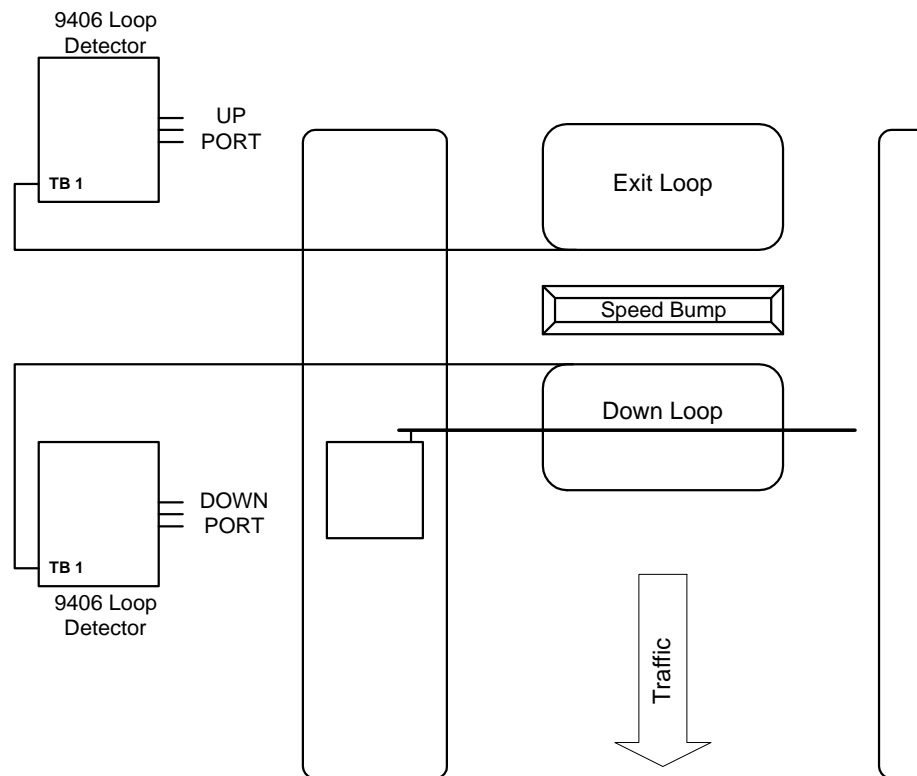 9406 Loop
Detector
UP
PORT
TB 1
Exit Loop
Speed Bump
Down Loop
DOWN
PORT
TB 1
9406 Loop
Detector
Traffic